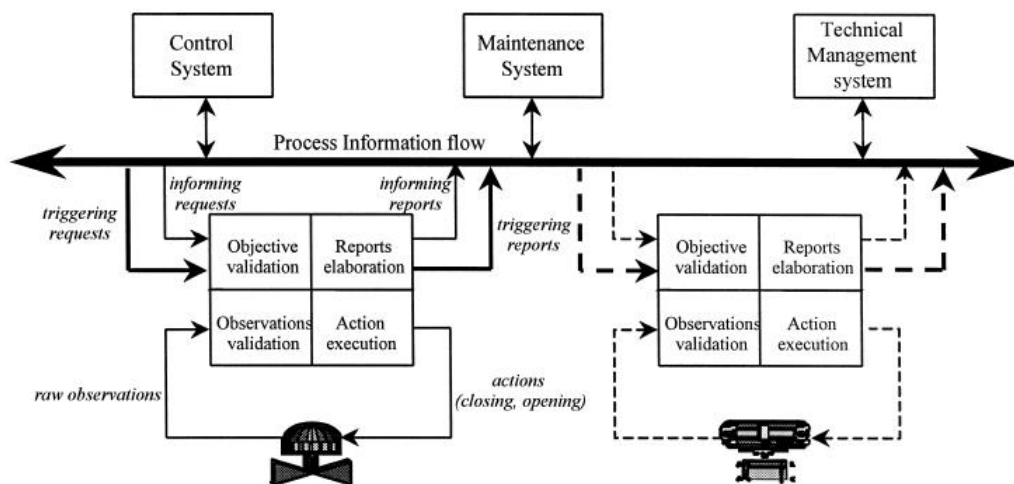 Control
System
Maintenance
System
Technical
Management
system
Process Information flow
informing
requests
informing
reports
triggering
requests
triggering
reports
Objective
validation
Reports
elaboration
Observations
validation
Action
execution
Objective
validation
Reports
elaboration
Observations
validation
Action
execution
raw observations
actions
(closing, opening)